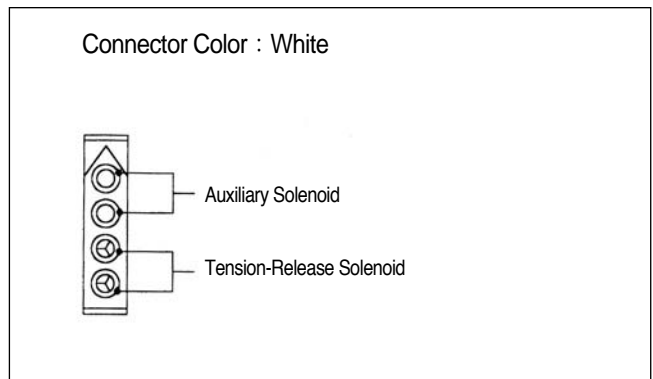 Connector Color : White
Auxiliary Solenoid
Tension-Release Solenoid